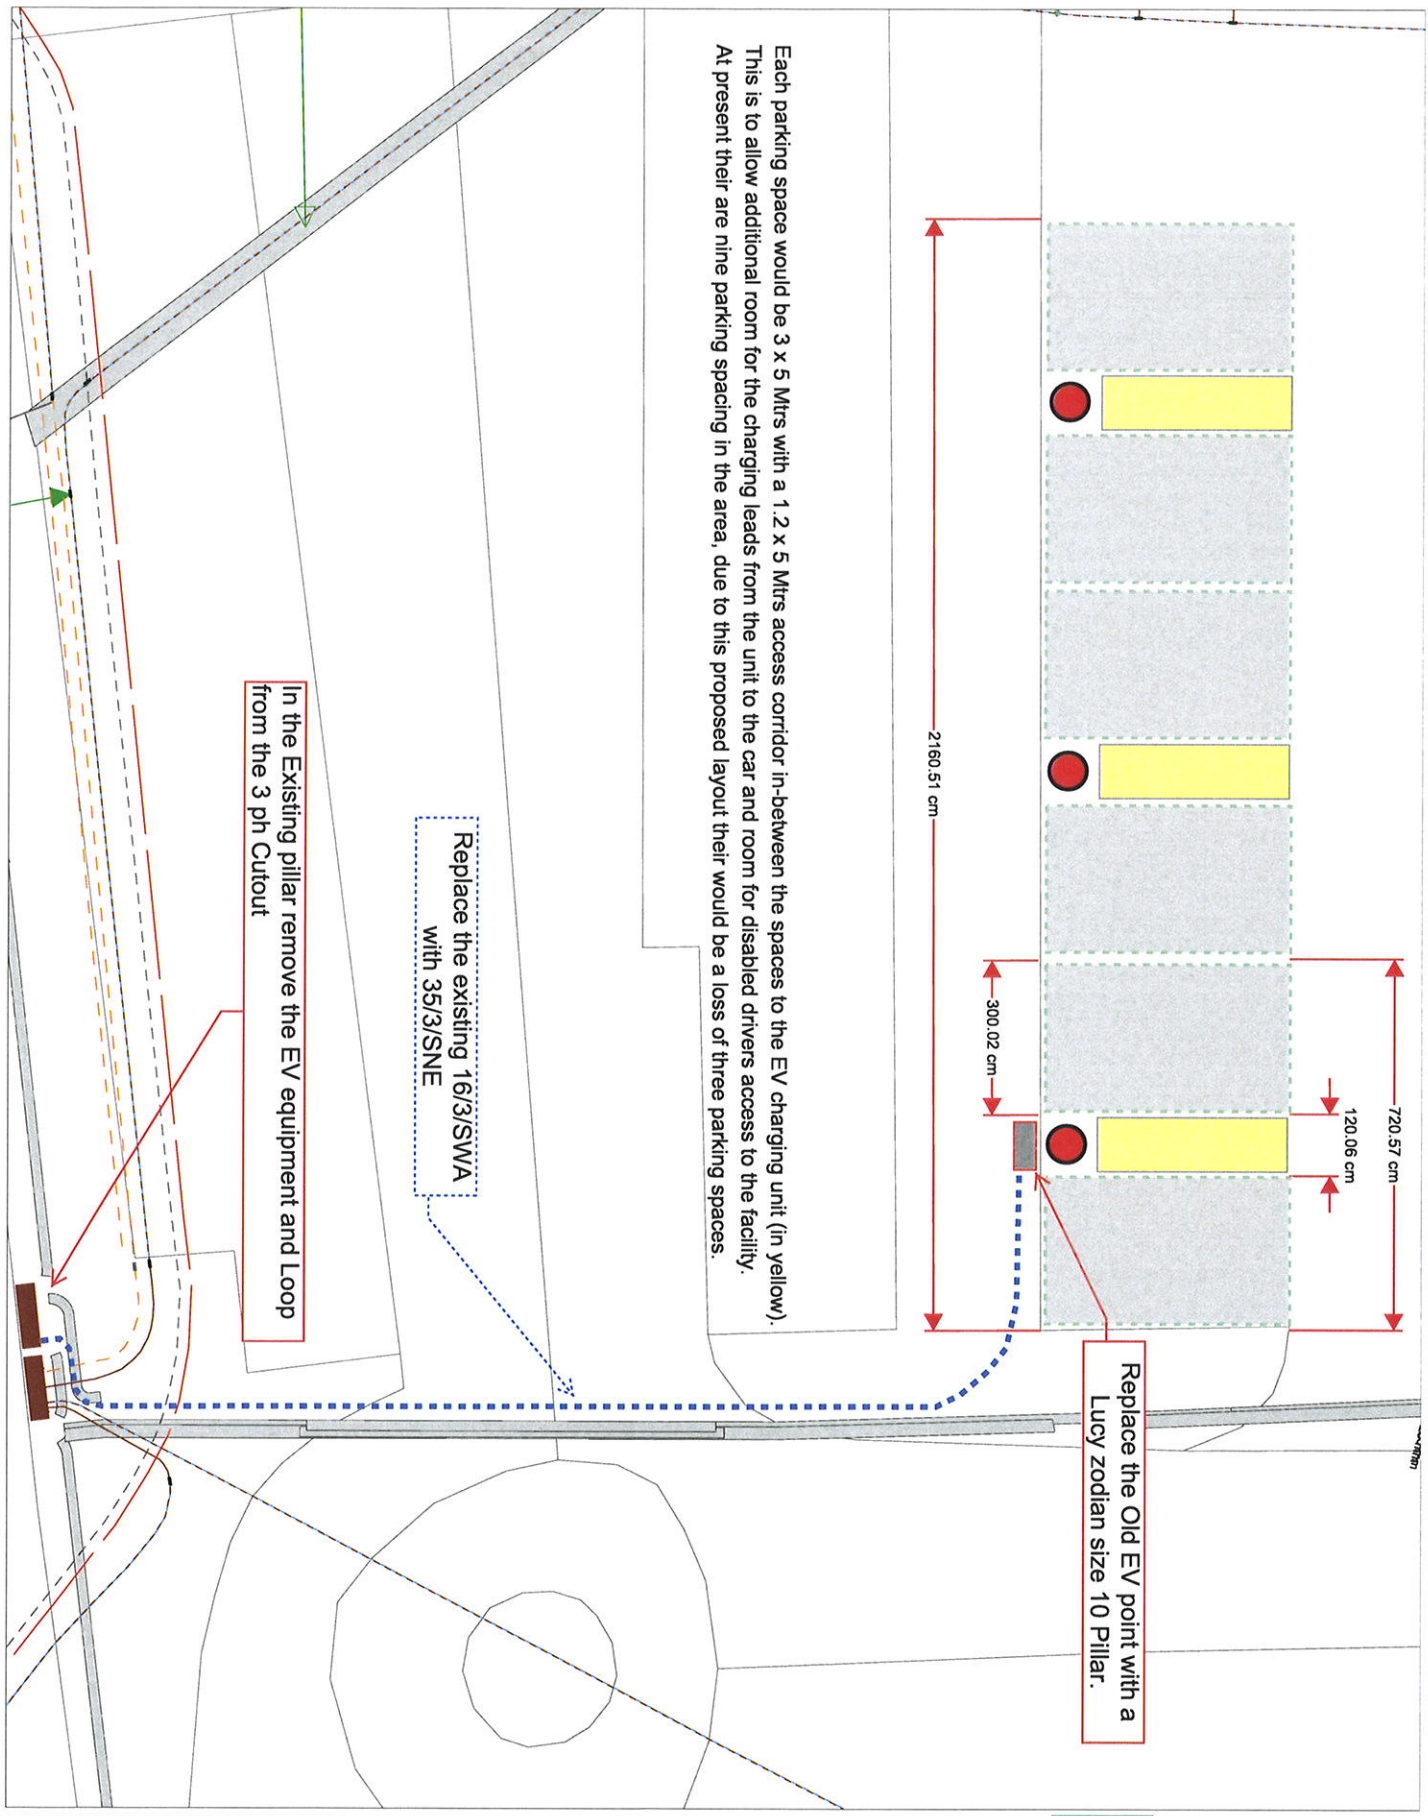 720.57 cm
120.06 cm
300.02 cm
2160.51 cm
Replace the Old EV point with a
Lucy zodian size 10 Pillar.
Each parking space would be 3 x 5 Mtrs with a 1.2 x 5 Mtrs access corridor in-between the spaces to the EV charging unit (in yellow).
This is to allow additional room for the charging leads from the unit to the car and room for disabled drivers access to the facility.
At present their are nine parking spacing in the area, due to this proposed layout their would be a loss of three parking spaces.
Replace the existing 16/3/SWA
with 35/3/SNE
In the Existing pillar remove the EV equipment and Loop
from the 3 ph Cutout